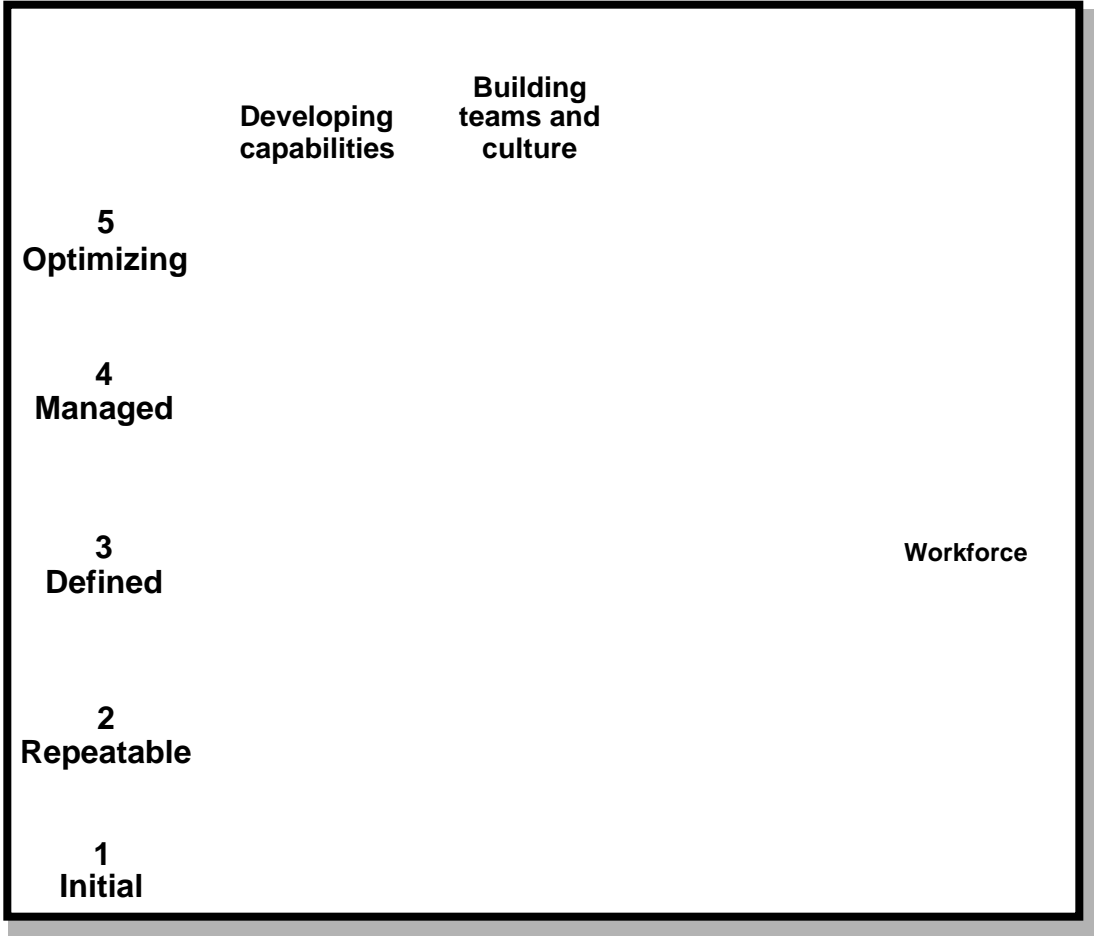 Building
Developing
teams and
capabilities
culture
5
Optimizing
4
Managed
3
Defined
Workforce
2
Repeatable
1
Initial